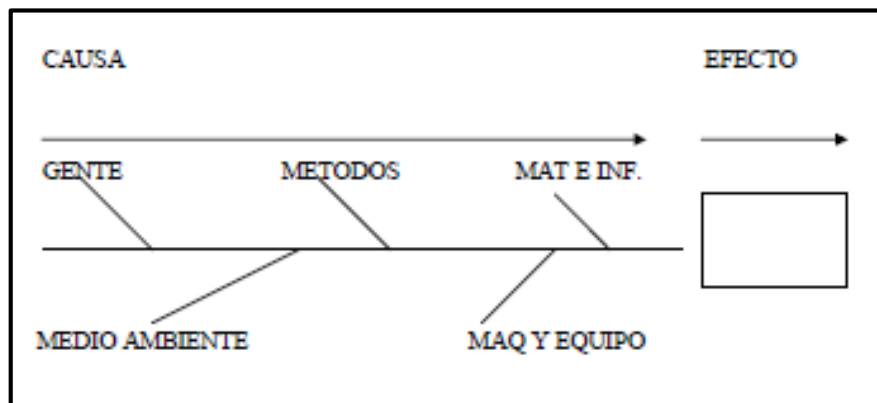 CAUSA EFECTO
GENTE METODOS MAT E INF.
MEDIO AMBIENTE MAQ Y EQUIPO